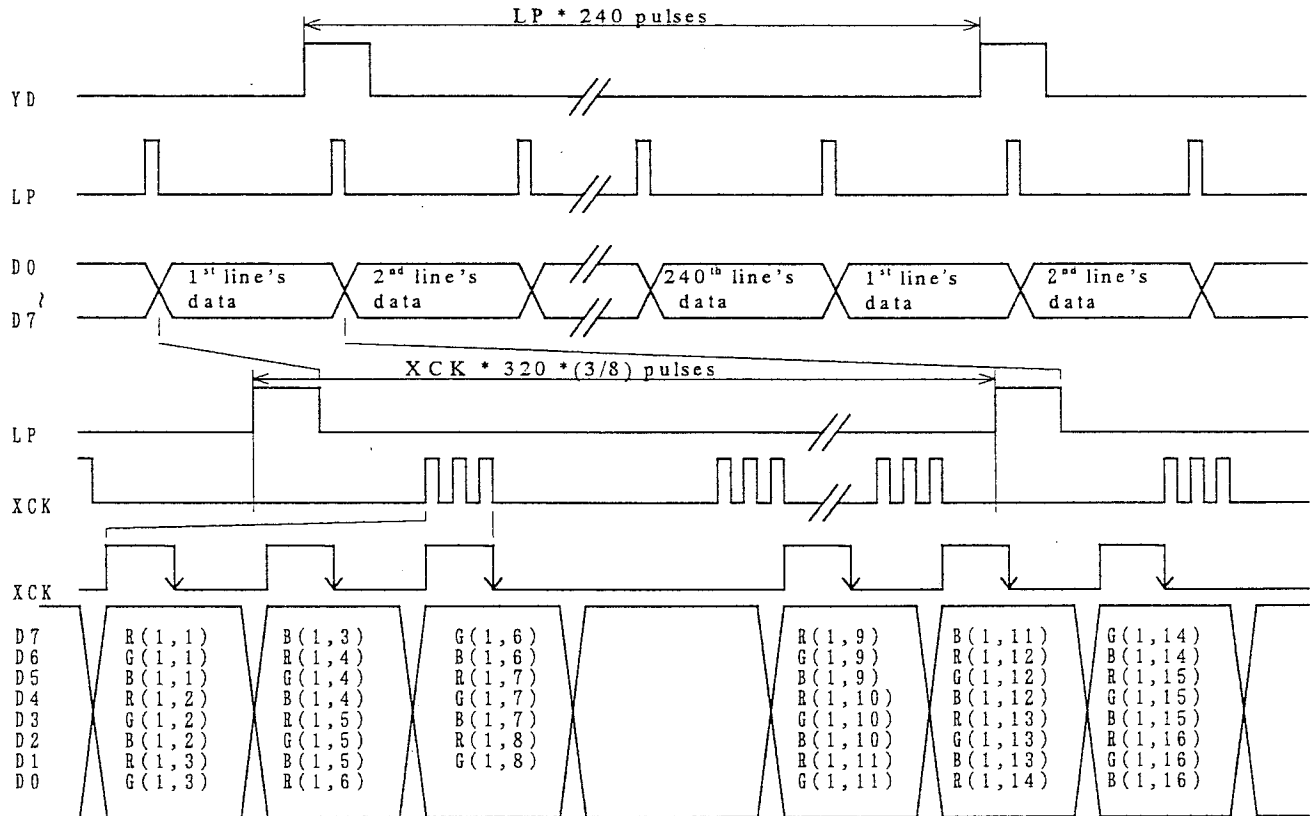 LP * 240 pulses
YD
LP
D0 1st line's 2nd line's 240th line's 1st line's 2nd line's
~ data data data data data
D7
XCK * 320 *(3/8) pulses
LP
XCK
XCK
D7 R(1,1) B(1,3) G(1,6) R(1,9) B(1,11) G(1,14)
D6 G(1,1) R(1,4) B(1,6) G(1,9) R(1,12) B(1,14)
D5 B(1,1) G(1,4) R(1,7) B(1,9) G(1,12) R(1,15)
D4 R(1,2) B(1,4) G(1,7) R(1,10) B(1,12) G(1,15)
D3 G(1,2) R(1,5) B(1,7) G(1,10) R(1,13) B(1,15)
D2 B(1,2) G(1,5) R(1,8) B(1,10) G(1,13) R(1,16)
D1 R(1,3) B(1,5) G(1,8) R(1,11) B(1,13) G(1,16)
D0 G(1,3) R(1,6) G(1,11) R(1,14) B(1,16)